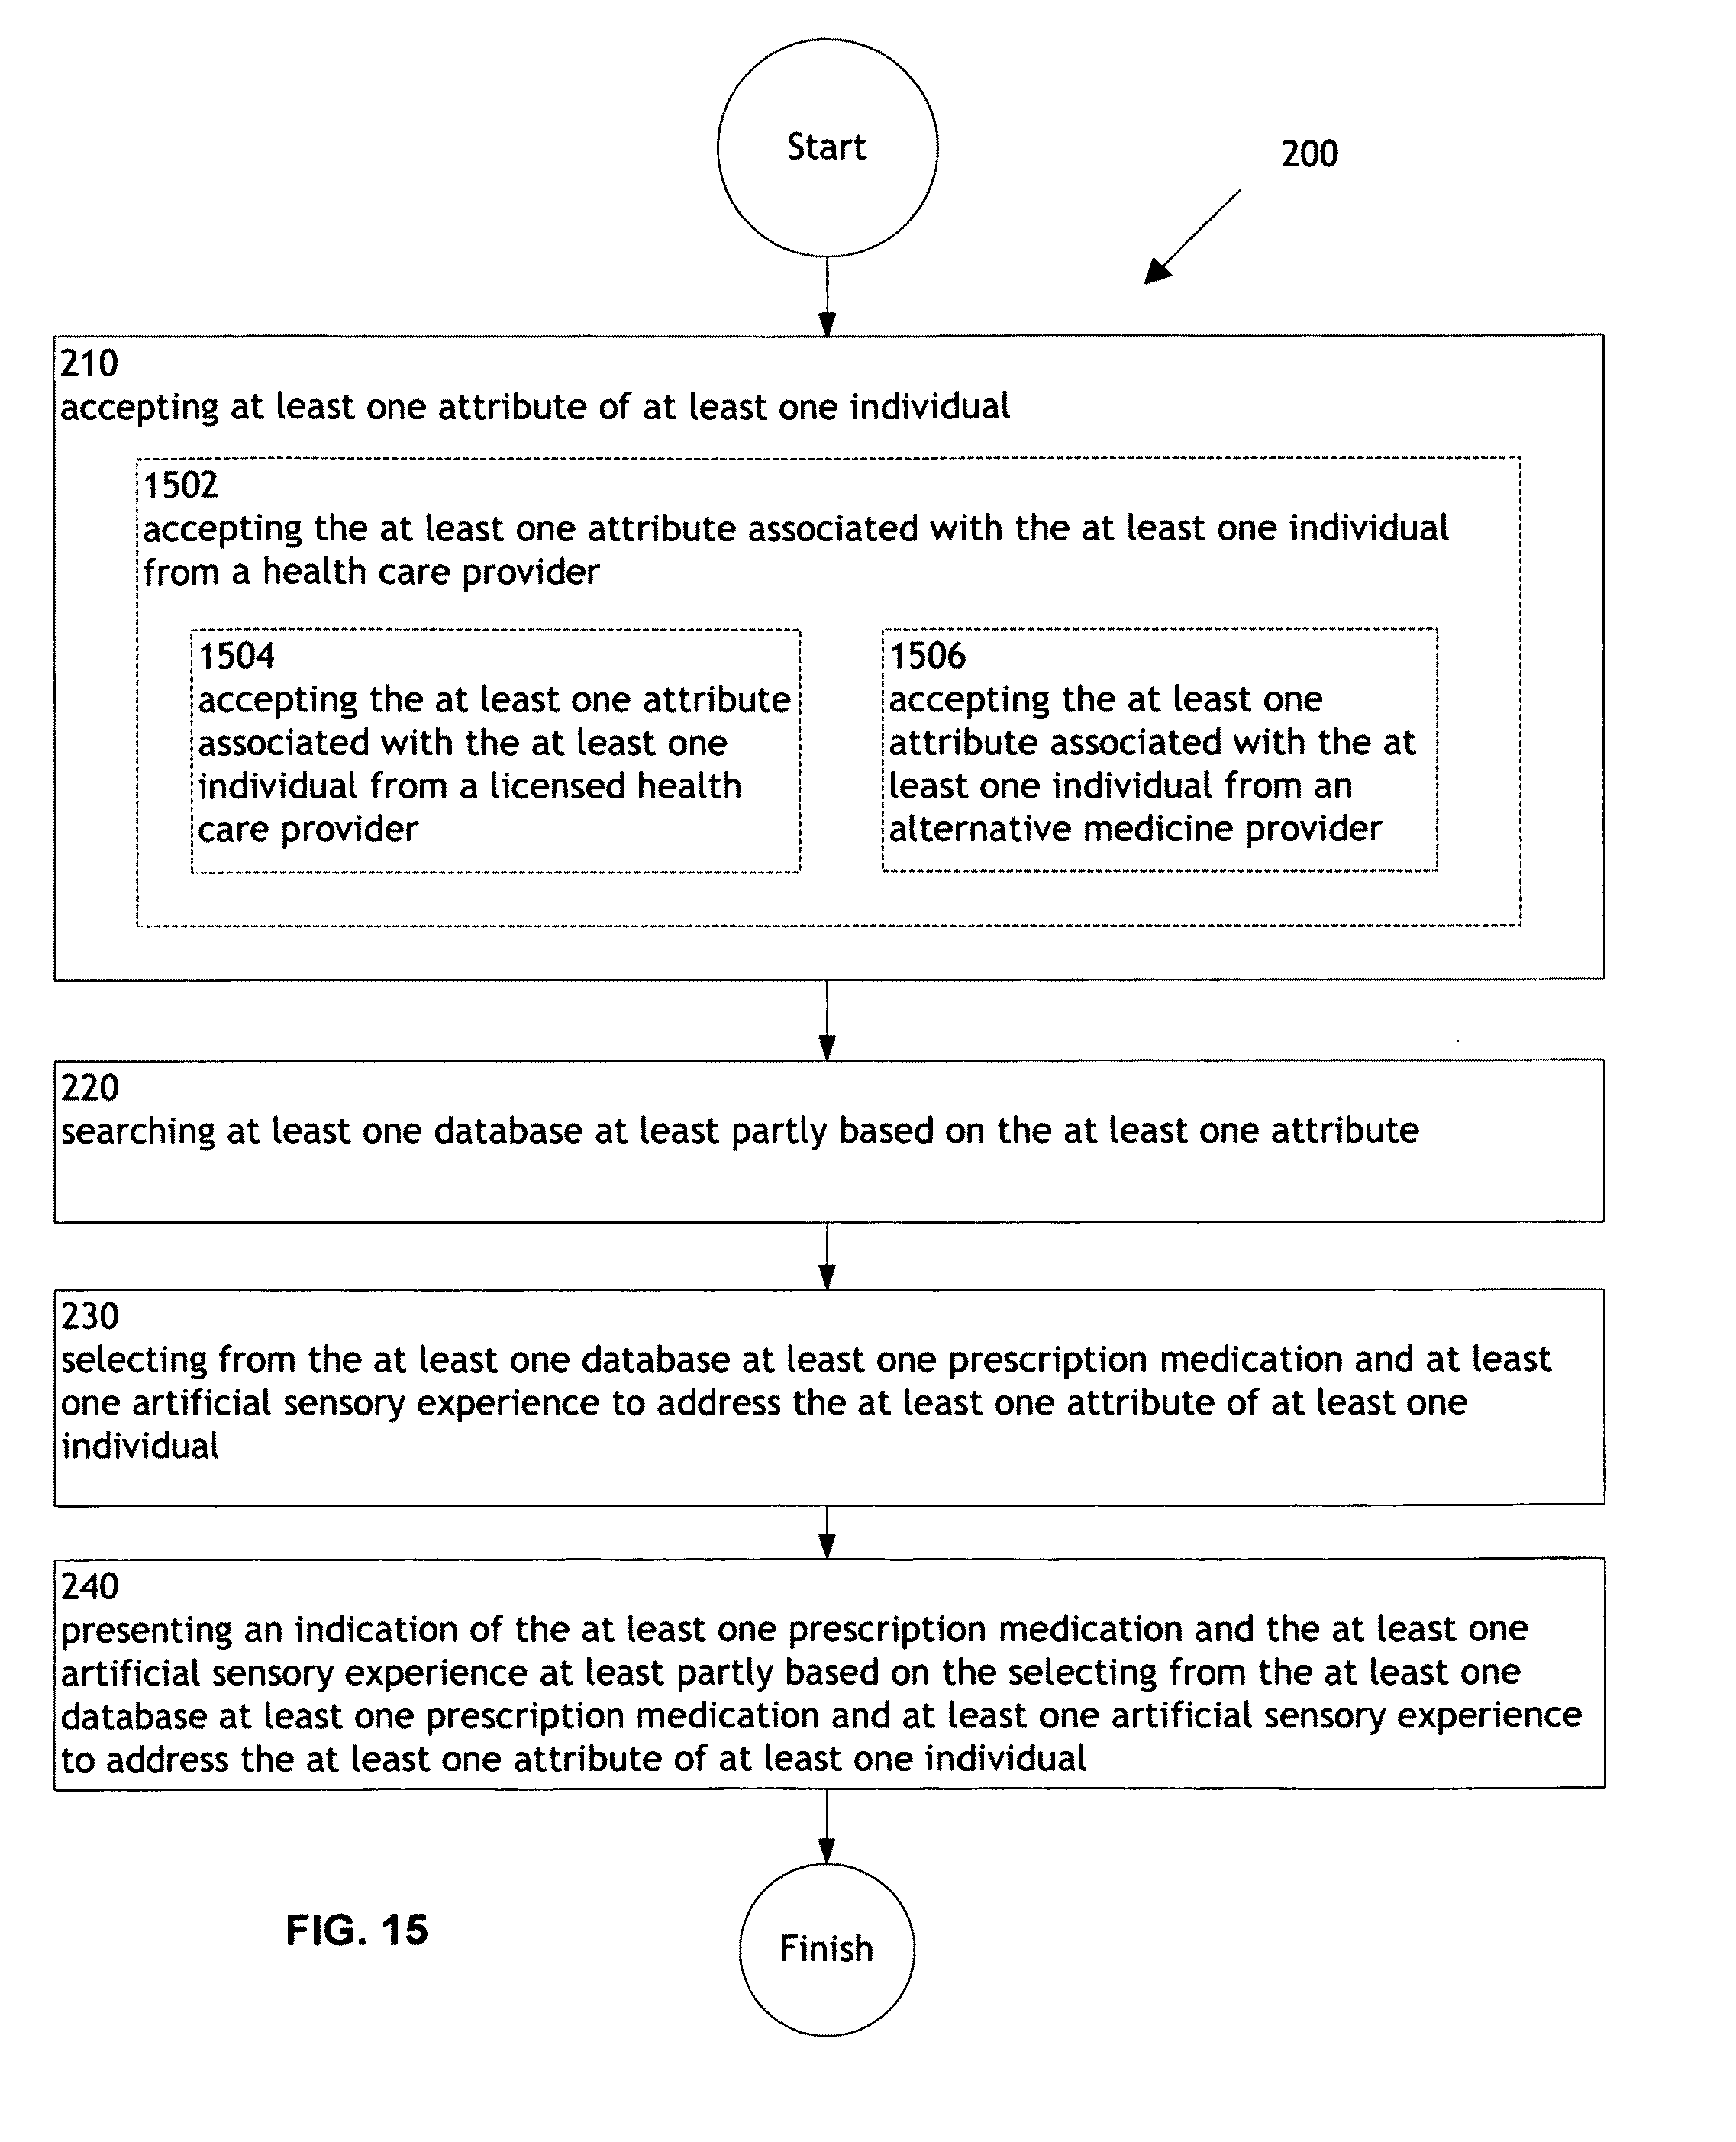 Start
200
210
accepting at least one attribute of at least one individual
1502
accepting the at least one attribute associated with the at least one individual
from a health care provider
1504
accepting the at least one attribute
associated with the at least one
individual from a licensed health
care provider
1506
accepting the at least one
attribute associated with the at
least one individual from an
alternative medicine provider
220
searching at least one database at least partly based on the at least one attribute
230
selecting from the at least one database at least one prescription medication and at least
one artificial sensory experience to address the at least one attribute of at least one
individual
240
presenting an indication of the at least one prescription medication and the at least one
artificial sensory experience at least partly based on the selecting from the at least one
database at least one prescription medication and at least one artificial sensory experience
to address the at least one attribute of at least one individual
FIG. 15
Finish